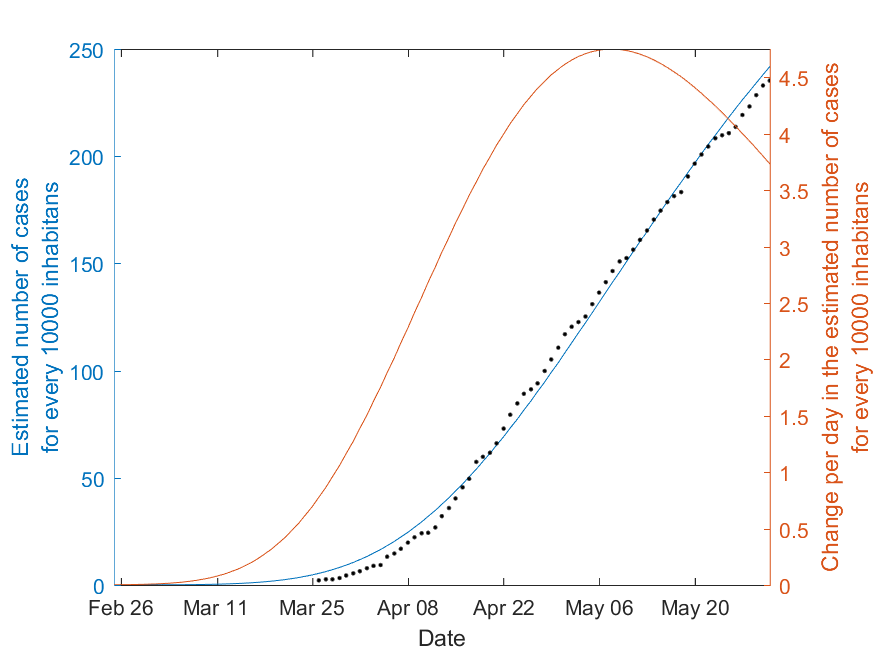 250
200
150
100
50
0
Estimated number of cases
for every 10000 inhabitans
4.5
4
3.5
3
2.5
2
1.5
1
0.5
0
Change per day in the estimated number of cases
for every 10000 inhabitans
Feb 26 Mar 11 Mar 25 Apr 08 Apr 22 May 06 May 20
Date